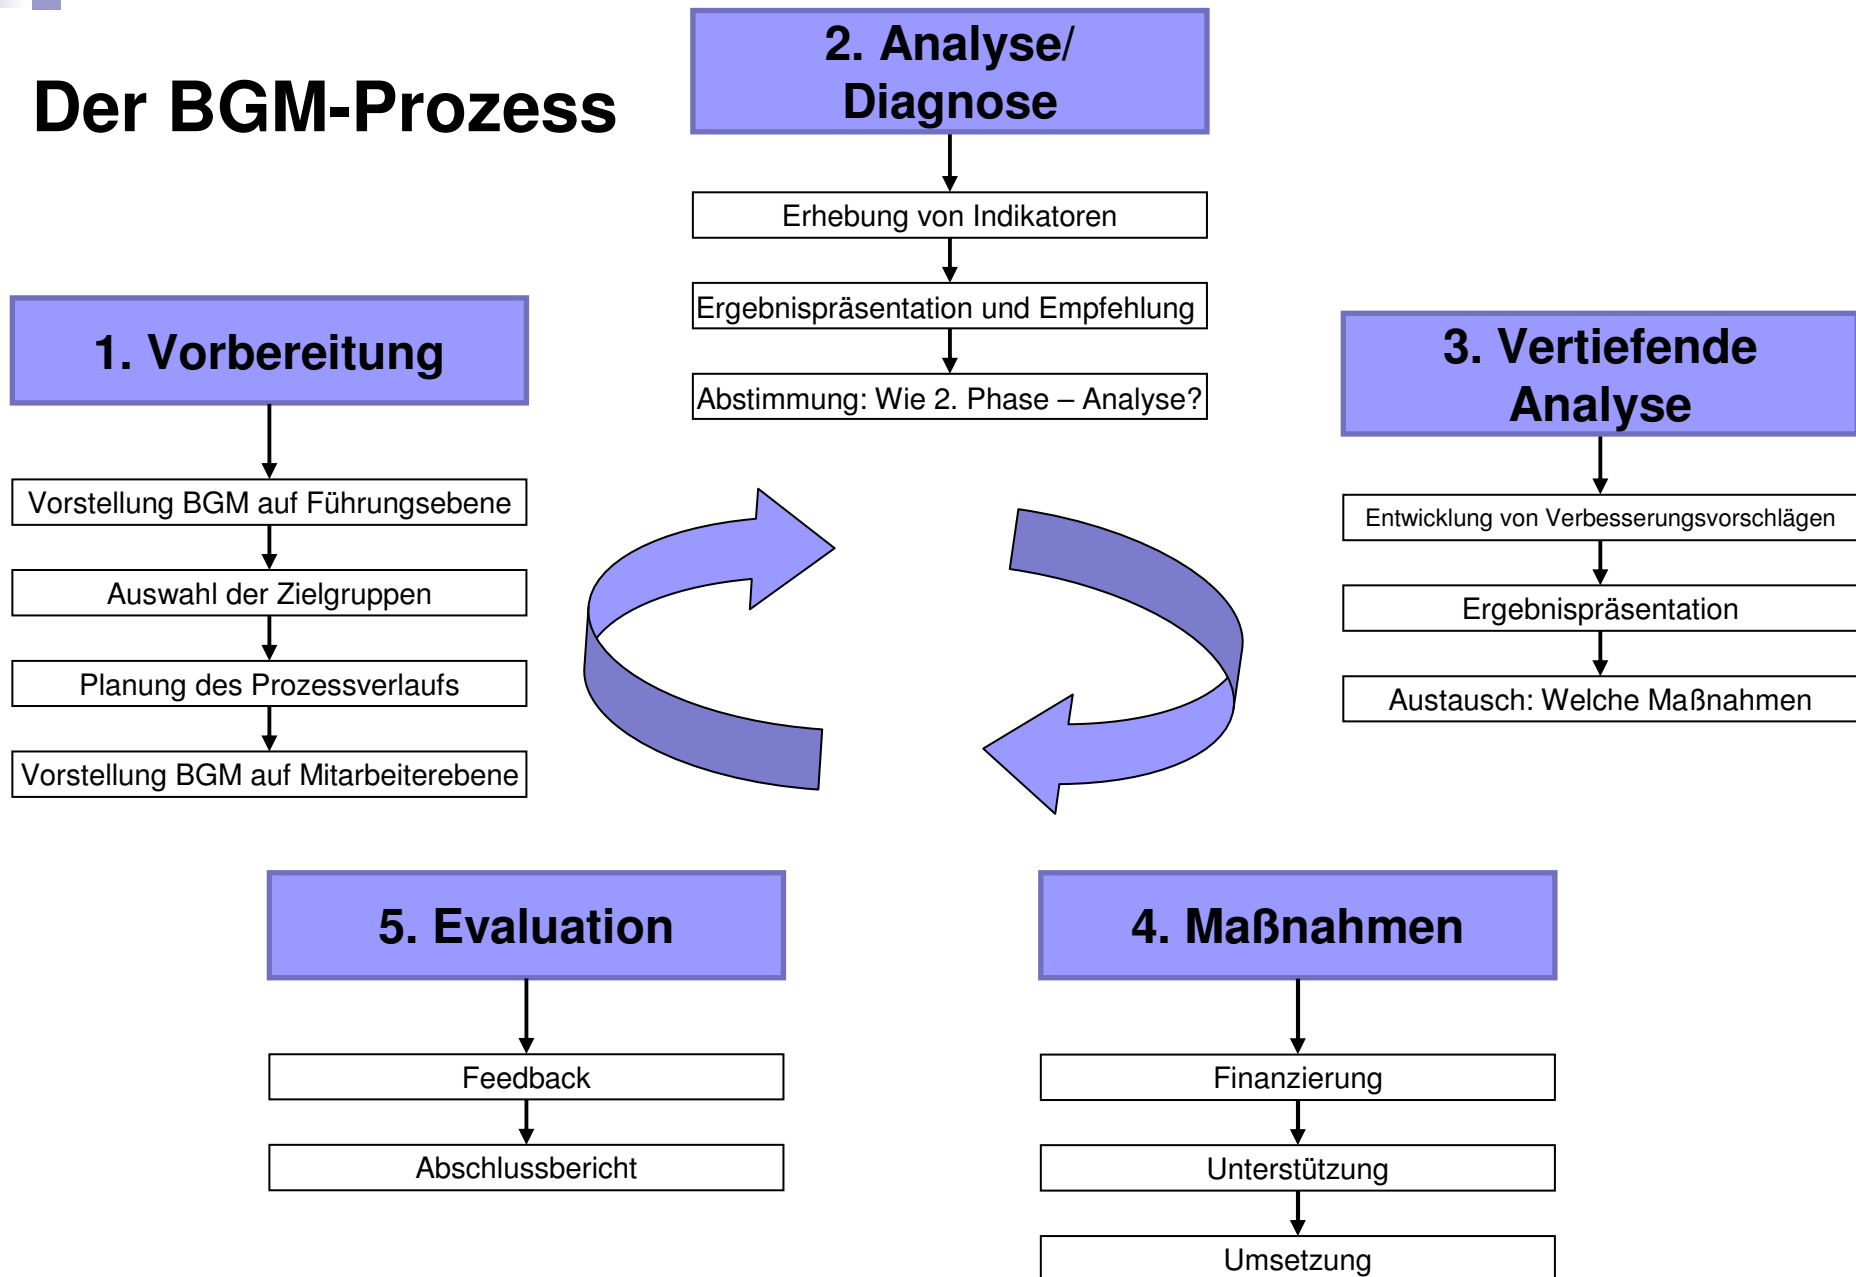 Der BGM-Prozess
1. Vorbereitung
Vorstellung BGM auf Führungsebene
Auswahl der Zielgruppen
Planung des Prozessverlaufs
Vorstellung BGM auf Mitarbeiterebene
2. Analyse/
Diagnose
Erhebung von Indikatoren
Ergebnispräsentation und Empfehlung
Abstimmung: Wie 2. Phase – Analyse?
3. Vertiefende
Analyse
Entwicklung von Verbesserungsvorschlägen
Ergebnispräsentation
Austausch: Welche Maßnahmen
4. Maßnahmen
Finanzierung
Unterstützung
Umsetzung
5. Evaluation
Feedback
Abschlussbericht